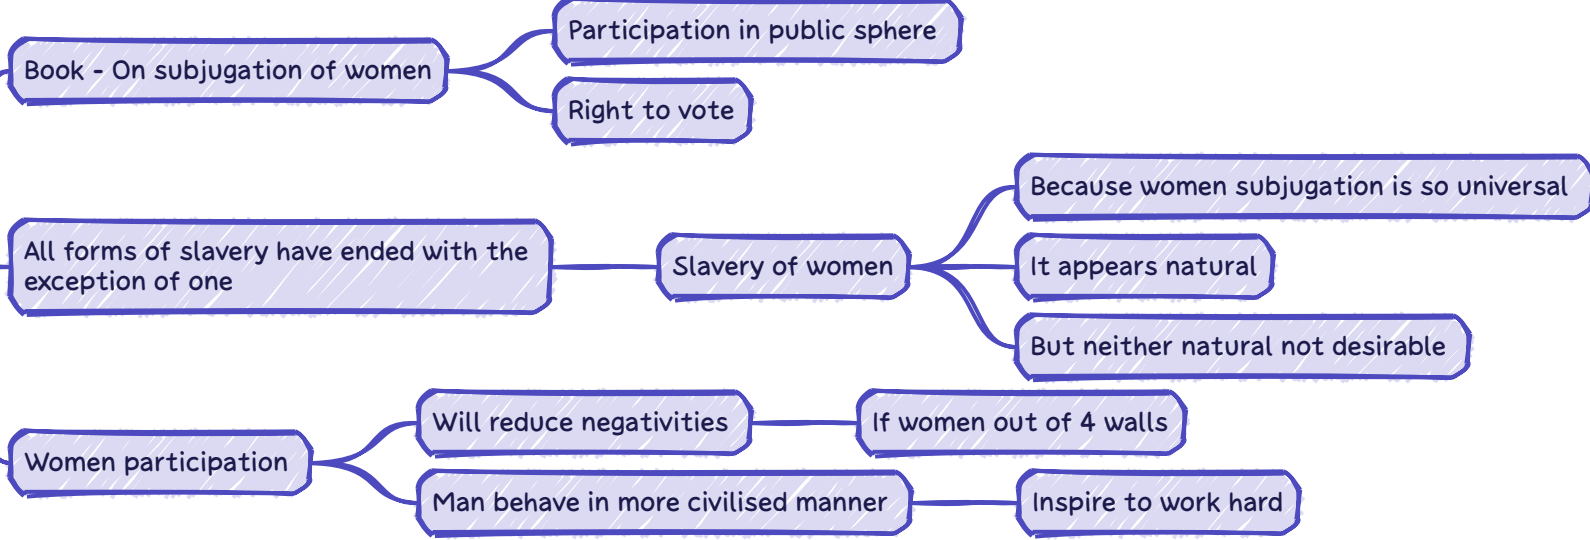 Participation in public sphere
Book - On subjugation of women
Right to vote
Because women subjugation is so universal
All forms of slavery have ended with the
exception of one
Slavery of women
It appears natural
But neither natural not desirable
Will reduce negativities
If women out of 4 walls
Women participation
Man behave in more civilised manner
Inspire to work hard